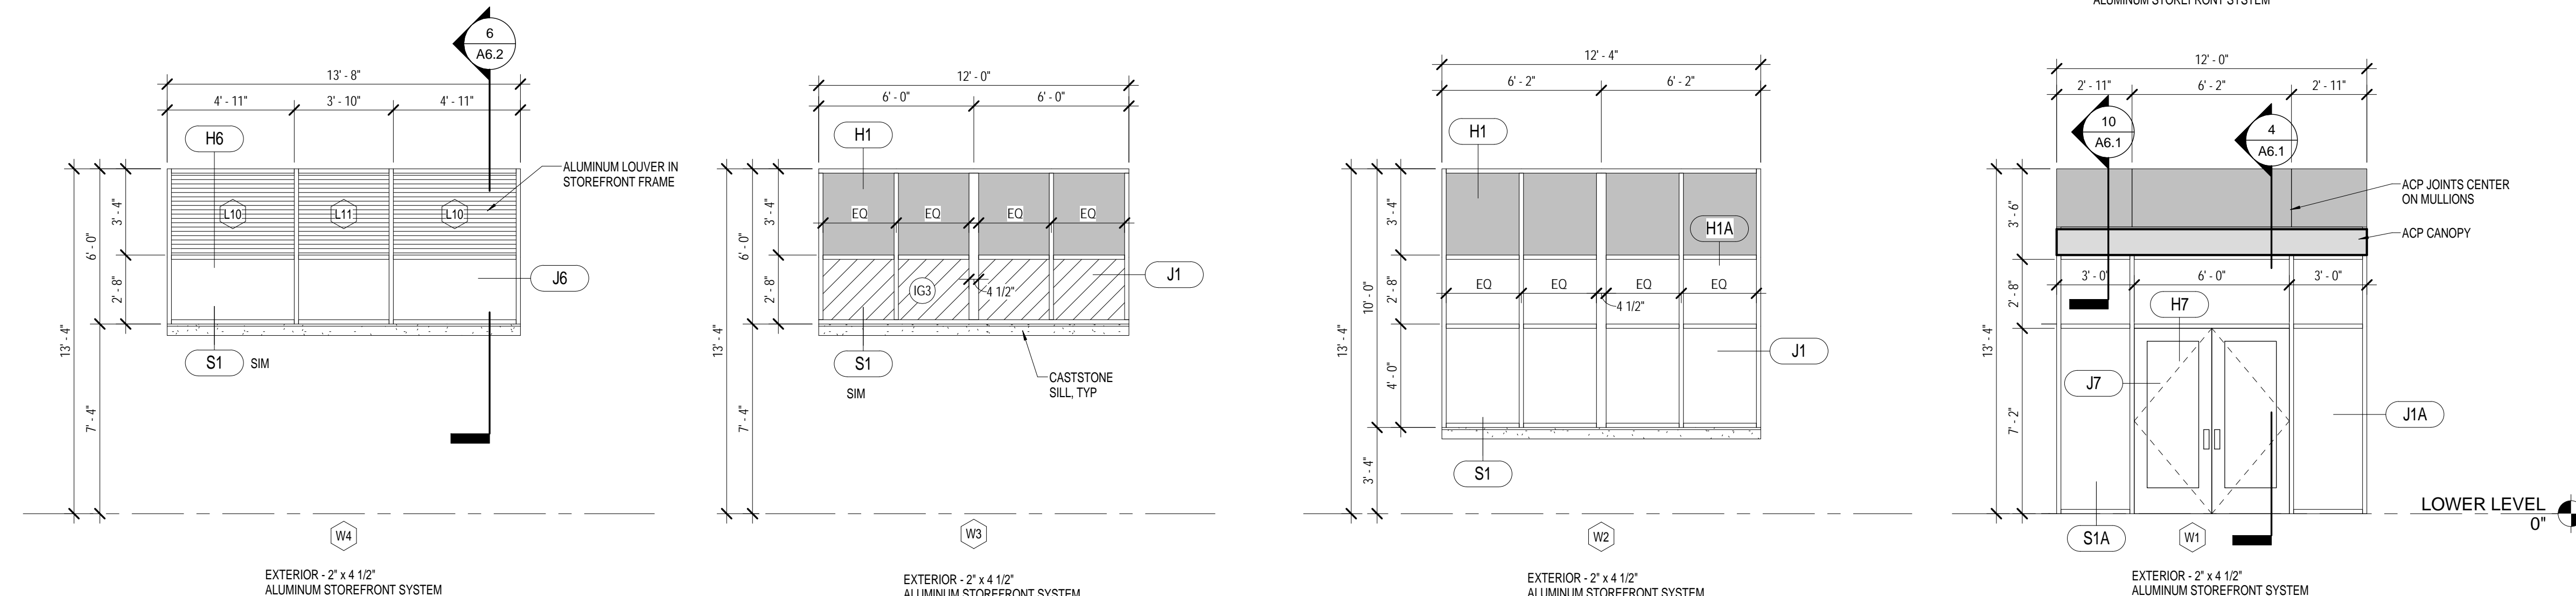 ALUMINUM STOREFRONT SYSTEM
6
A6.2
13' - 8"
4' - 11"
3' - 10"
4' - 11"
H6
ALUMINUM LOUVER IN
STOREFRONT FRAME
L10
L11
L10
3' - 4"
6' - 0"
2' - 8"
13' - 4"
7' - 4"
J6
S1
SIM
W4
EXTERIOR - 2" x 4 1/2"
ALUMINUM STOREFRONT SYSTEM
12' - 0"
6' - 0"
6' - 0"
H1
EQ
EQ
EQ
EQ
3' - 4"
6' - 0"
2' - 8"
13' - 4"
7' - 4"
IG3
4 1/2"
J1
S1
SIM
CASTSTONE
SILL, TYP
W3
EXTERIOR - 2" x 4 1/2"
ALUMINUM STOREFRONT SYSTEM
12' - 4"
6' - 2"
6' - 2"
H1
H1A
3' - 4"
2' - 8"
10' - 0"
13' - 4"
4' - 0"
3' - 4"
EQ
EQ
EQ
EQ
4 1/2"
J1
S1
W2
EXTERIOR - 2" x 4 1/2"
ALUMINUM STOREFRONT SYSTEM
12' - 0"
2' - 11"
6' - 2"
2' - 11"
10
A6.1
4
A6.1
ACP JOINTS CENTER
ON MULLIONS
ACP CANOPY
3' - 6"
2' - 8"
13' - 4"
7' - 2"
3' - 0"
6' - 0"
3' - 0"
H7
J7
J1A
S1A
W1
LOWER LEVEL
0"
EXTERIOR - 2" x 4 1/2"
ALUMINUM STOREFRONT SYSTEM